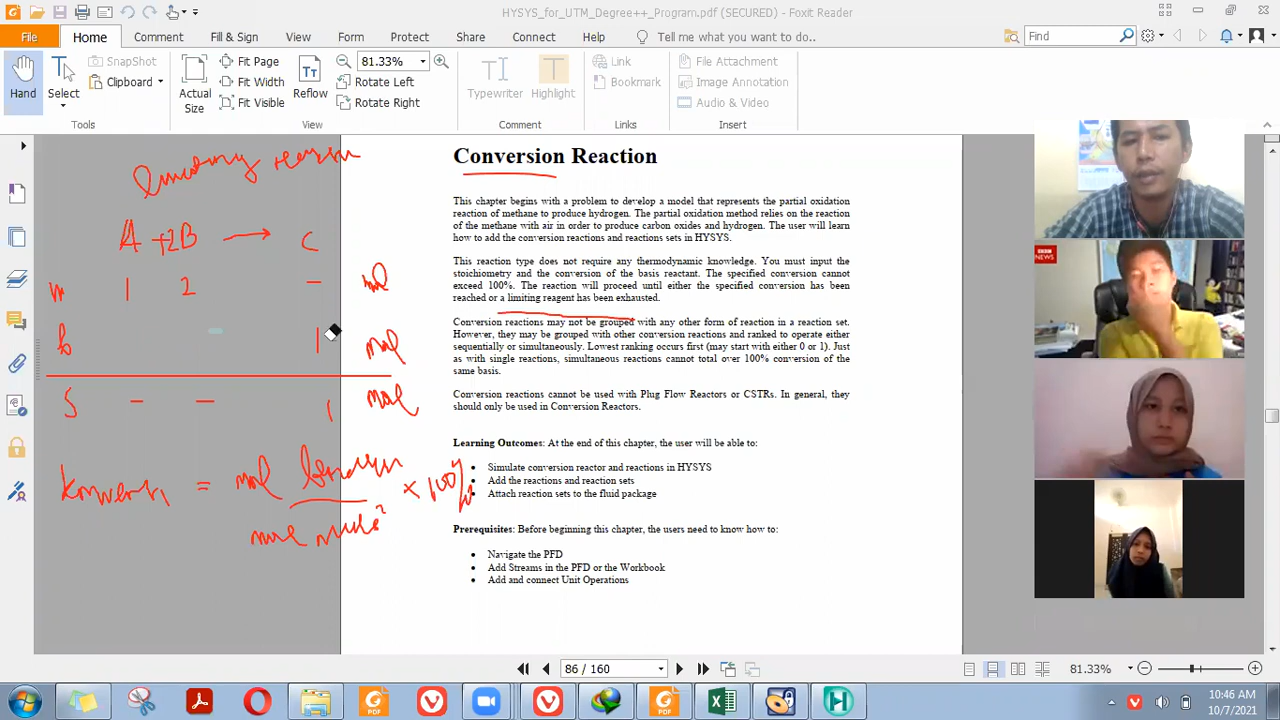 HYSYS_for_UTM_Degree++_Program.pdf (SECURED) - Foxit Reader
File Home Comment Fill & Sign View Form Protect Share Connect Help Tell me what you want to do.. Find
Hand
Select
SnapShot
Clipboard
Actual Size
Fit Page
Fit Width
Fit Visible
Reflow
81.33%
Rotate Left
Rotate Right
Typewriter
Highlight
Link
Bookmark
File Attachment
Image Annotation
Audio & Video
Tools View Comment Links Insert
Conversion Reaction
This chapter begins with a problem to develop a model that represents the partial oxidation
reaction of methane to produce hydrogen. The partial oxidation method relies on the reaction
of the methane with air in order to produce carbon oxides and hydrogen. The user will learn
how to add the conversion reactions and reactions sets in HYSYS.
This reaction type does not require any thermodynamic knowledge. You must input the
stoichiometry and the conversion of the basis reactant. The specified conversion cannot
exceed 100%. The reaction will proceed until either the specified conversion has been
reached or a limiting reagent has been exhausted.
Conversion reactions may not be grouped with any other form of reaction in a reaction set.
However, they may be grouped with other conversion reactions and ranked to operate either
sequentially or simultaneously. Lowest ranking occurs first (may start with either 0 or 1). Just
as with single reactions, simultaneous reactions cannot total over 100% conversion of the
same basis.
Conversion reactions cannot be used with Plug Flow Reactors or CSTRs. In general, they
should only be used in Conversion Reactors.
Learning Outcomes: At the end of this chapter, the user will be able to:
• Simulate conversion reactor and reactions in HYSYS
• Add the reactions and reaction sets
• Attach reaction sets to the fluid package
Prerequisites: Before beginning this chapter, the users need to know how to:
• Navigate the PFD
• Add Streams in the PFD or the Workbook
• Add and connect Unit Operations
A + 2B → C
m 1 2 - mol
b 1 mol
s - - 1 mol
konversi = mol × 100%
mol
BBC
NEWS
86 / 160
81.33%
10:46 AM
10/7/2021